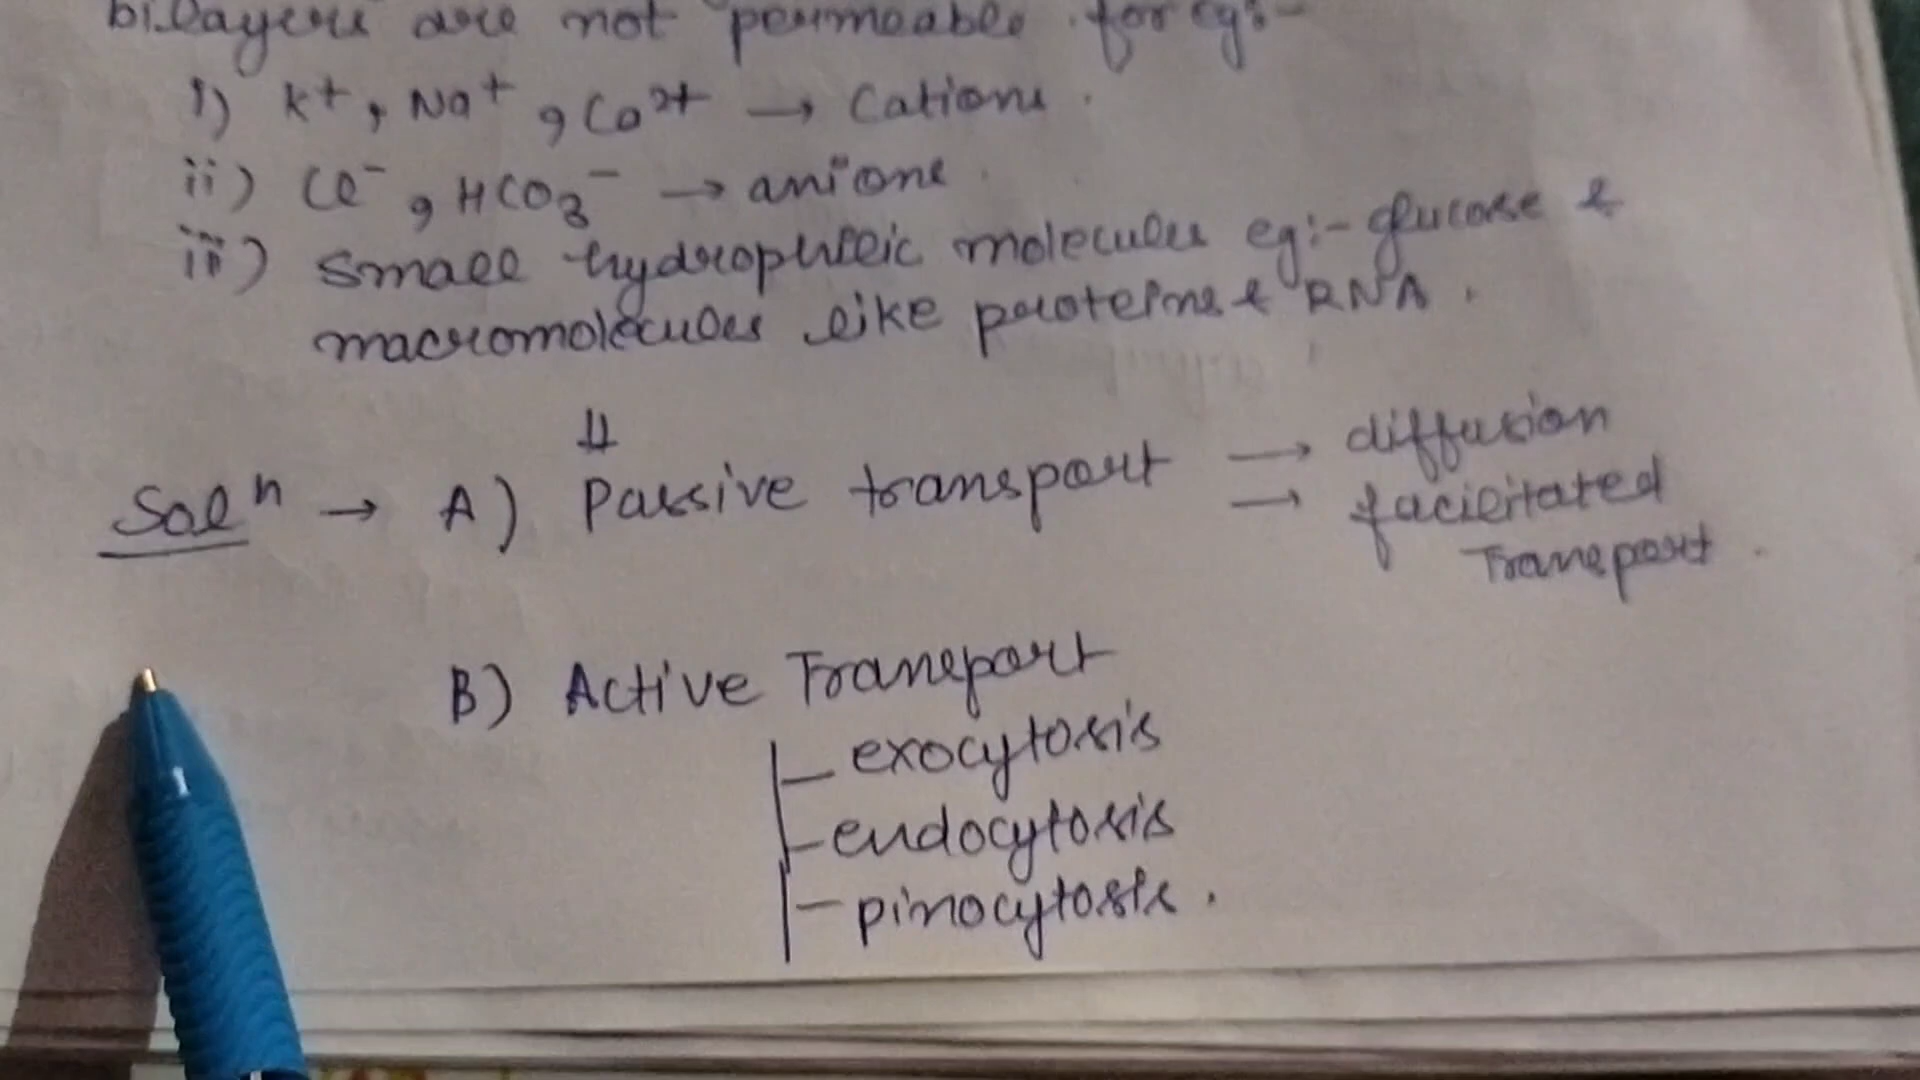 bilayers are not permeable for eg:-
i) K+, Na+, Ca2+ → Cations.
ii) Cl-, HCO3- → anions.
iii) small hydrophilic molecules eg:- glucose &
macromolecules like proteins & RNA.
⇓
Solⁿ → A) Passive transport → diffusion
→ facilitated
Transport.
B) Active Transport
exocytosis
endocytosis
pinocytosis.